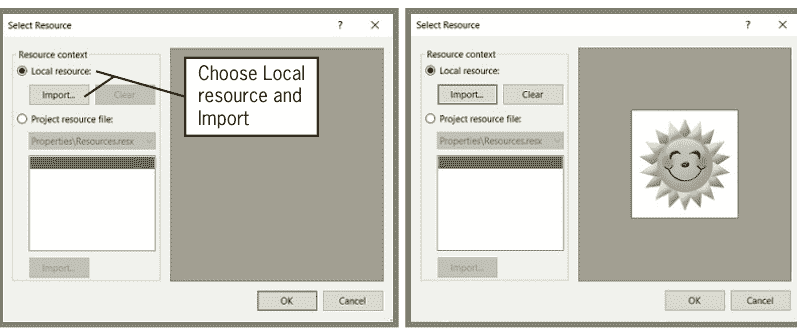 Select Resource ? ×
Resource context
Local resource:
Import... Clear
Project resource file:
Properties\Resources.resx
Import...
OK Cancel
Choose Local
resource and
Import
Select Resource ? ×
Resource context
Local resource:
Import... Clear
Project resource file:
Properties\Resources.resx
Import...
OK Cancel